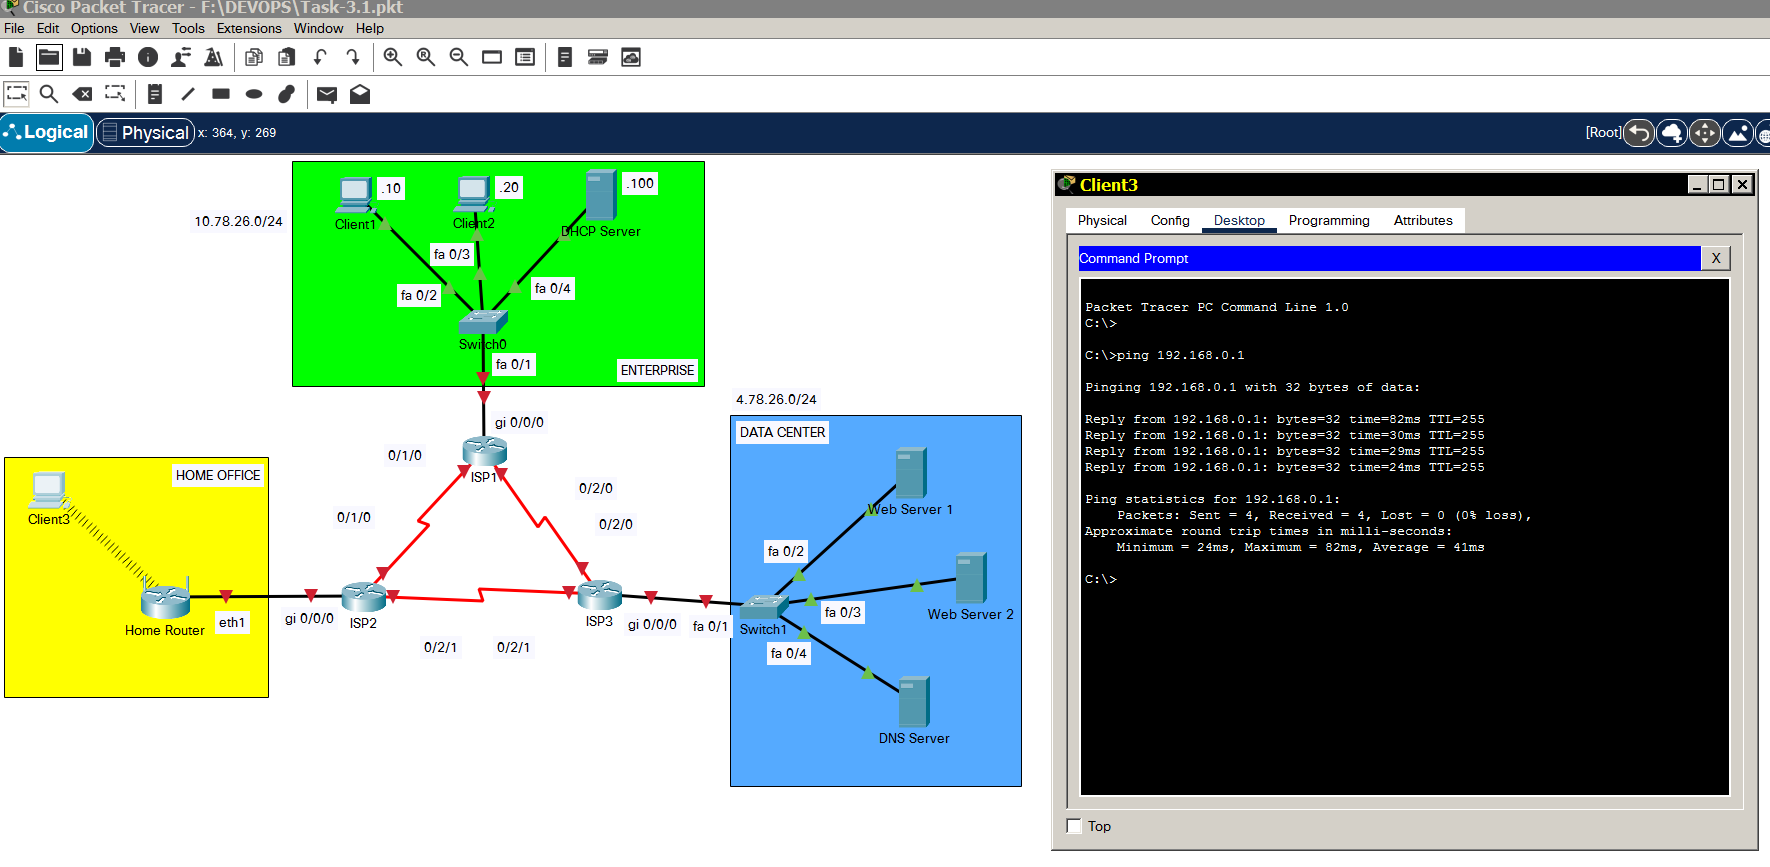 Cisco Packet Tracer - F:\DEVOPS\Task-3.1.pkt
File Edit Options View Tools Extensions Window Help
Logical Physical x: 364, y: 269 [Root]
.10
.20
.100
10.78.26.0/24
Client1
Client2
DHCP Server
fa 0/3
fa 0/2
fa 0/4
Switch0
fa 0/1
ENTERPRISE
gi 0/0/0
4.78.26.0/24
DATA CENTER
0/1/0
ISP1
HOME OFFICE
Client3
0/2/0
0/1/0
0/2/0
Web Server 1
fa 0/2
Home Router
eth1
gi 0/0/0
ISP2
ISP3
gi 0/0/0
fa 0/1
Switch1
fa 0/3
Web Server 2
0/2/1
0/2/1
fa 0/4
DNS Server
Client3
Physical Config Desktop Programming Attributes
Command Prompt
X
Packet Tracer PC Command Line 1.0
C:\>
C:\>ping 192.168.0.1
Pinging 192.168.0.1 with 32 bytes of data:
Reply from 192.168.0.1: bytes=32 time=82ms TTL=255
Reply from 192.168.0.1: bytes=32 time=30ms TTL=255
Reply from 192.168.0.1: bytes=32 time=29ms TTL=255
Reply from 192.168.0.1: bytes=32 time=24ms TTL=255
Ping statistics for 192.168.0.1:
Packets: Sent = 4, Received = 4, Lost = 0 (0% loss),
Approximate round trip times in milli-seconds:
Minimum = 24ms, Maximum = 82ms, Average = 41ms
C:\>
Top